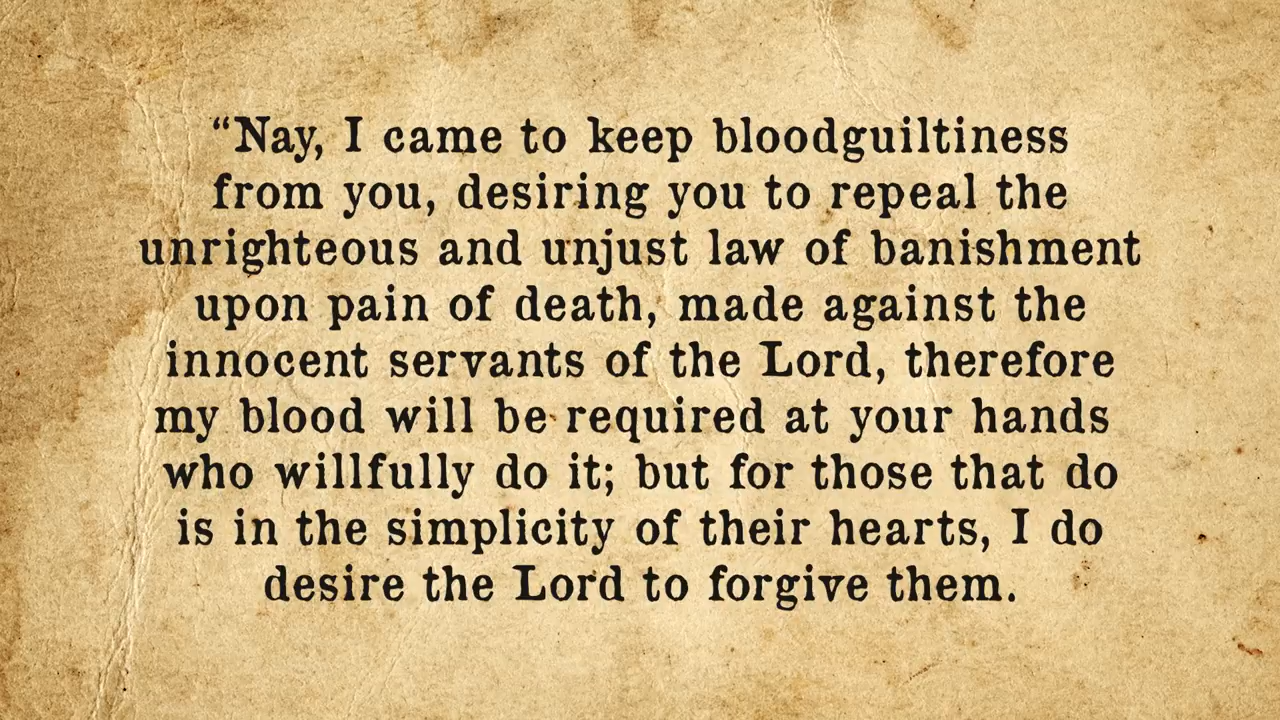 “Nay, I came to keep bloodguiltiness
from you, desiring you to repeal the
unrighteous and unjust law of banishment
upon pain of death, made against the
innocent servants of the Lord, therefore
my blood will be required at your hands
who willfully do it; but for those that do
is in the simplicity of their hearts, I do
desire the Lord to forgive them.